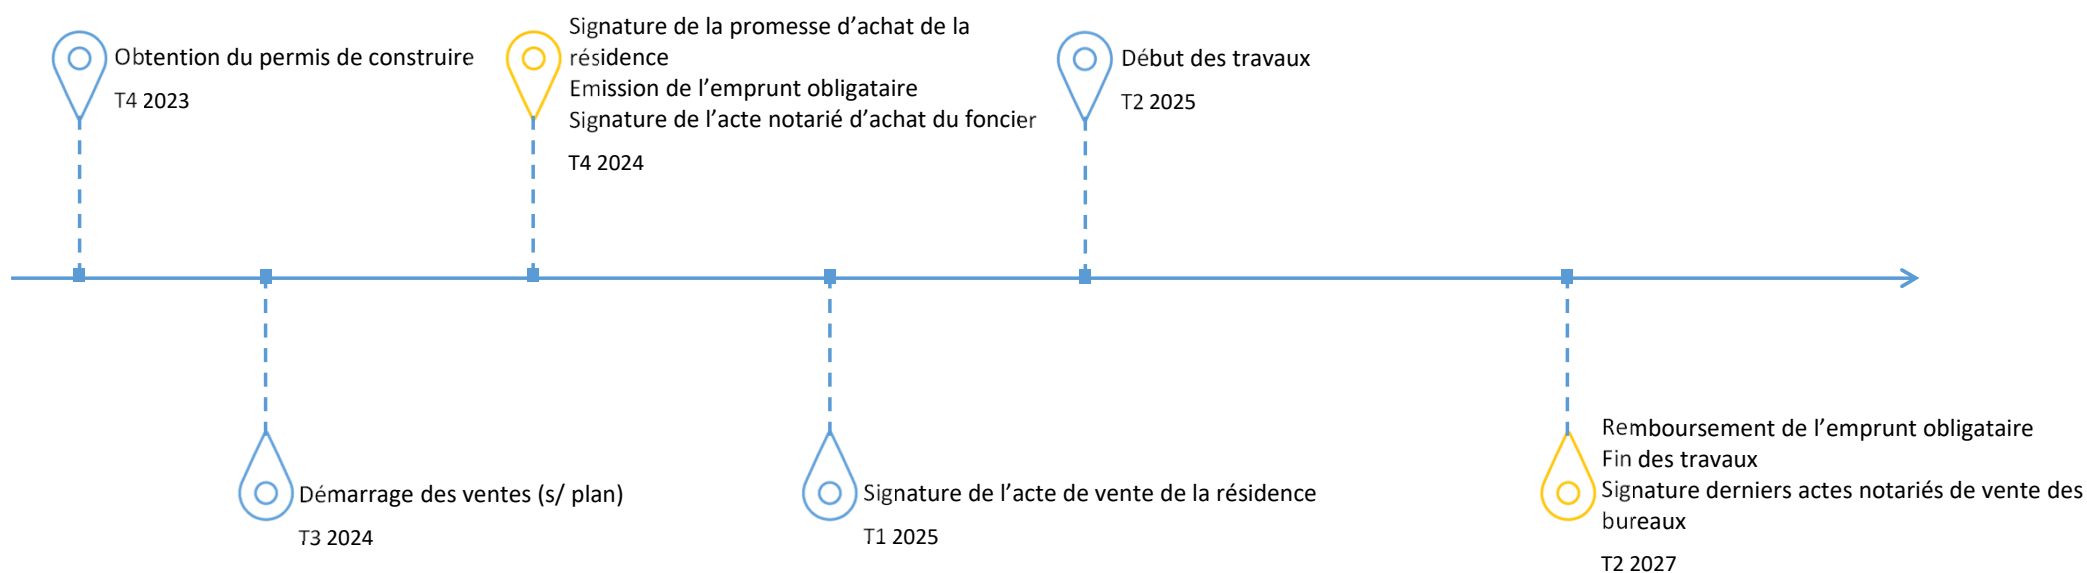 Obtention du permis de construire
T4 2023
Signature de la promesse d’achat de la
résidence
Emission de l’emprunt obligataire
Signature de l’acte notarié d’achat du foncier
T4 2024
Début des travaux
T2 2025
Démarrage des ventes (s/ plan)
T3 2024
Signature de l’acte de vente de la résidence
T1 2025
Remboursement de l’emprunt obligataire
Fin des travaux
Signature derniers actes notariés de vente des
bureaux
T2 2027